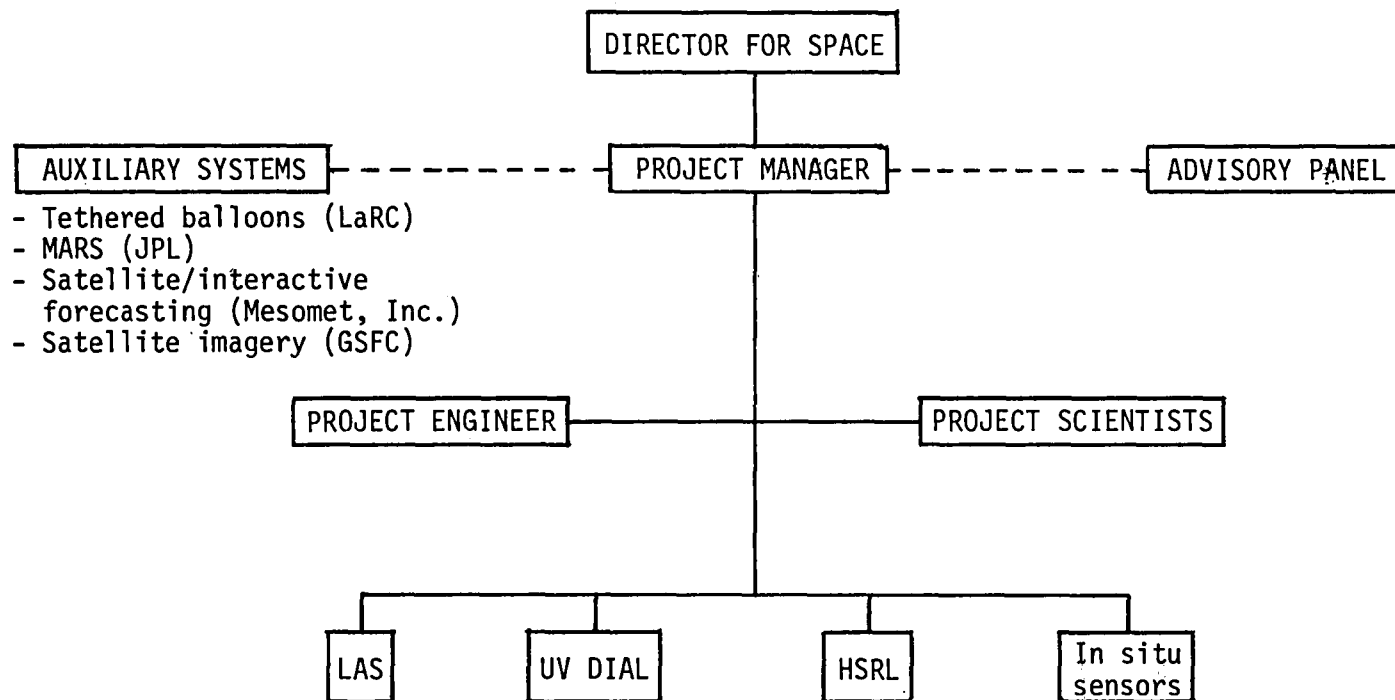 DIRECTOR FOR SPACE
AUXILIARY SYSTEMS
PROJECT MANAGER
ADVISORY PANEL
- Tethered balloons (LaRC)
- MARS (JPL)
- Satellite/interactive
forecasting (Mesomet, Inc.)
- Satellite imagery (GSFC)
PROJECT ENGINEER
PROJECT SCIENTISTS
LAS
UV DIAL
HSRL
In situ
sensors